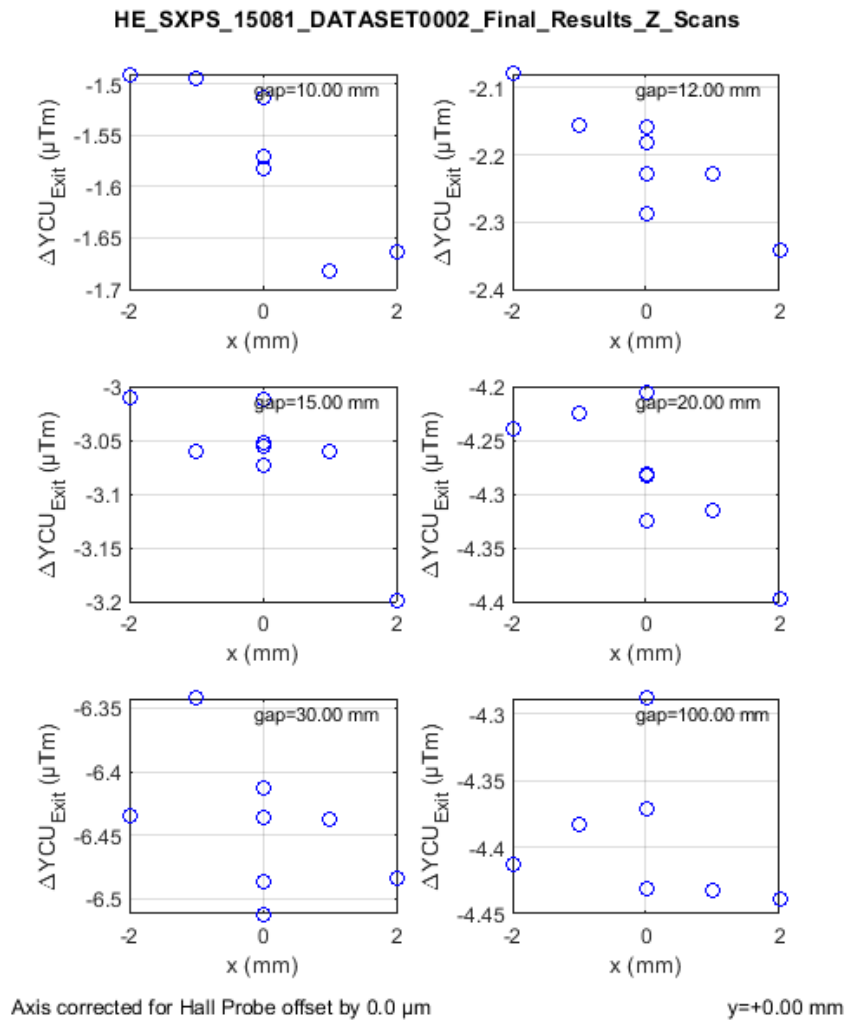 HE_SXPS_15081_DATASET0002_Final_Results_Z_Scans
gap=10.00 mm
-1.5
-1.55
-1.6
-1.65
-1.7
ΔYCU_Exit (µTm)
-2 0 2
x (mm)
gap=12.00 mm
-2.1
-2.2
-2.3
-2.4
ΔYCU_Exit (µTm)
-2 0 2
x (mm)
gap=15.00 mm
-3
-3.05
-3.1
-3.15
-3.2
ΔYCU_Exit (µTm)
-2 0 2
x (mm)
gap=20.00 mm
-4.2
-4.25
-4.3
-4.35
-4.4
ΔYCU_Exit (µTm)
-2 0 2
x (mm)
gap=30.00 mm
-6.35
-6.4
-6.45
-6.5
ΔYCU_Exit (µTm)
-2 0 2
x (mm)
gap=100.00 mm
-4.3
-4.35
-4.4
-4.45
ΔYCU_Exit (µTm)
-2 0 2
x (mm)
Axis corrected for Hall Probe offset by 0.0 µm
y=+0.00 mm